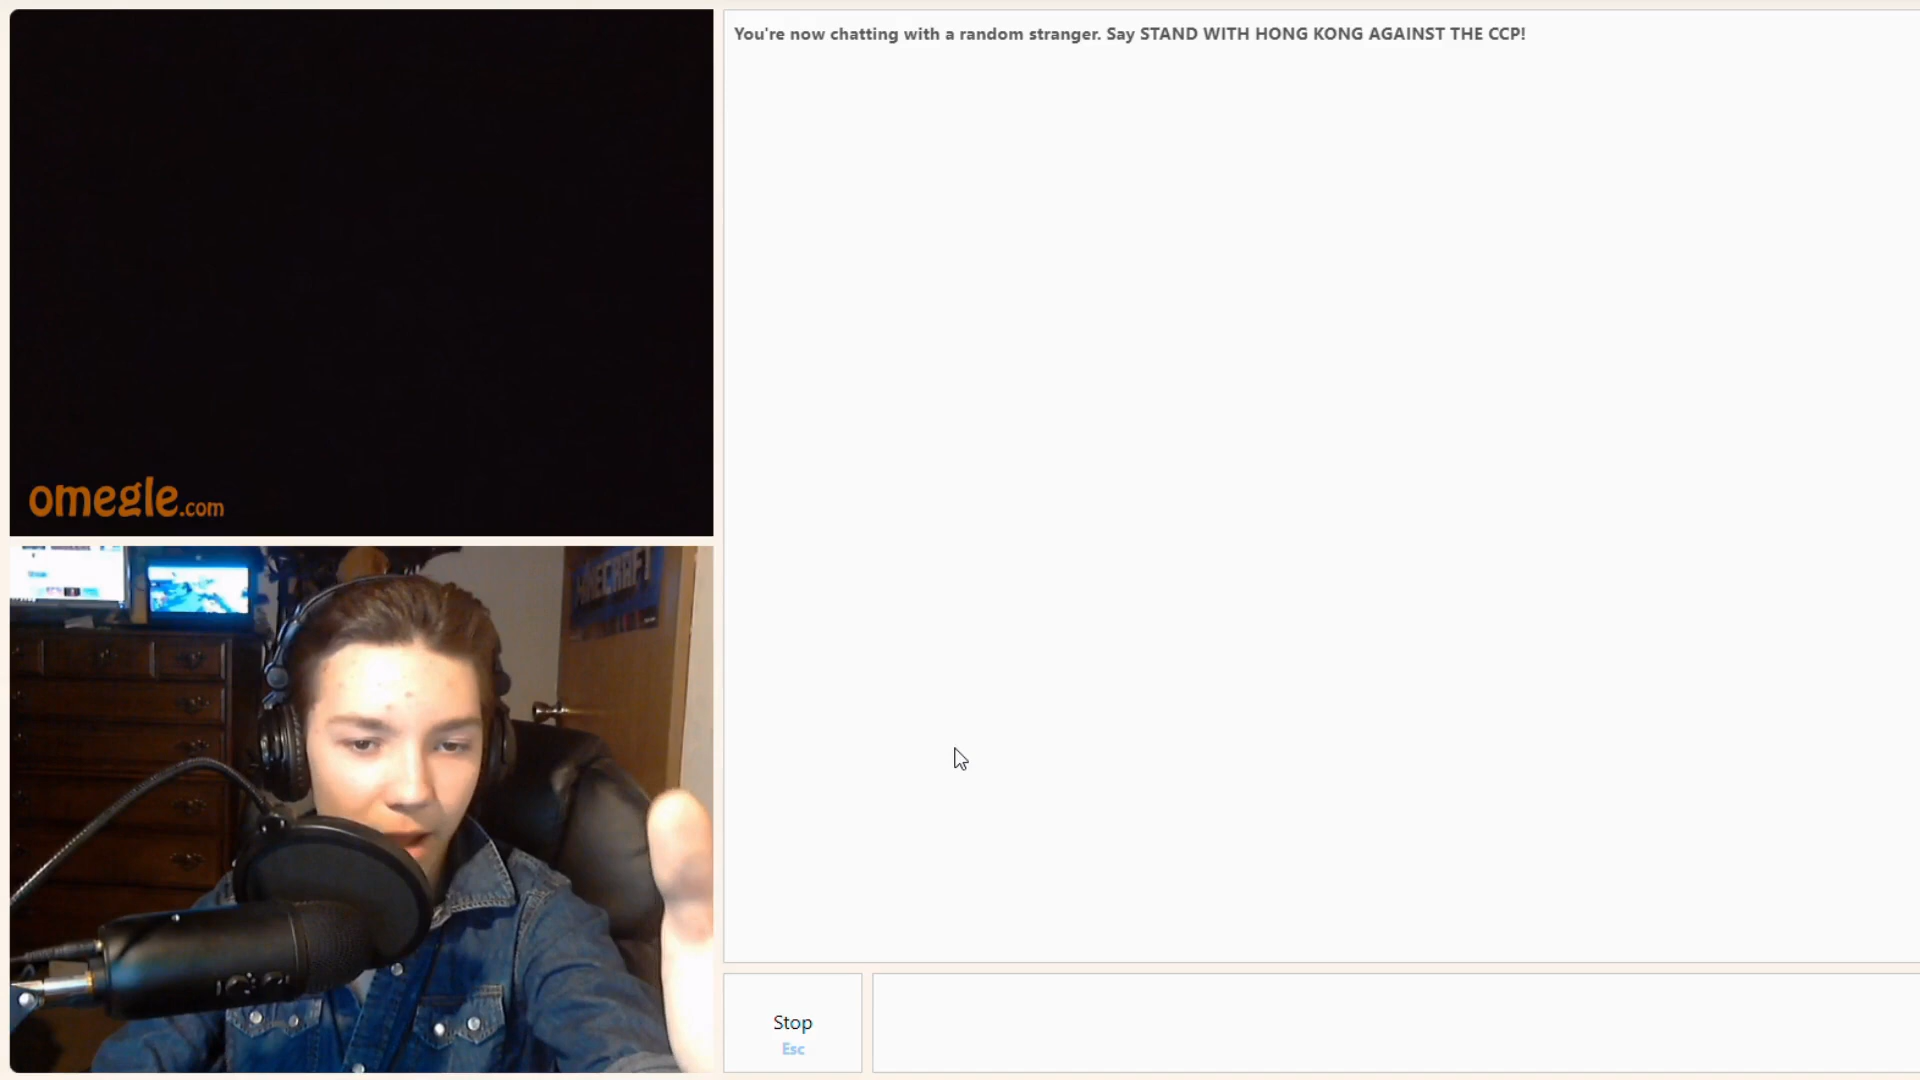 You're now chatting with a random stranger. Say STAND WITH HONG KONG AGAINST THE CCP!
omegle.com
MINECRAFT
Stop
Esc